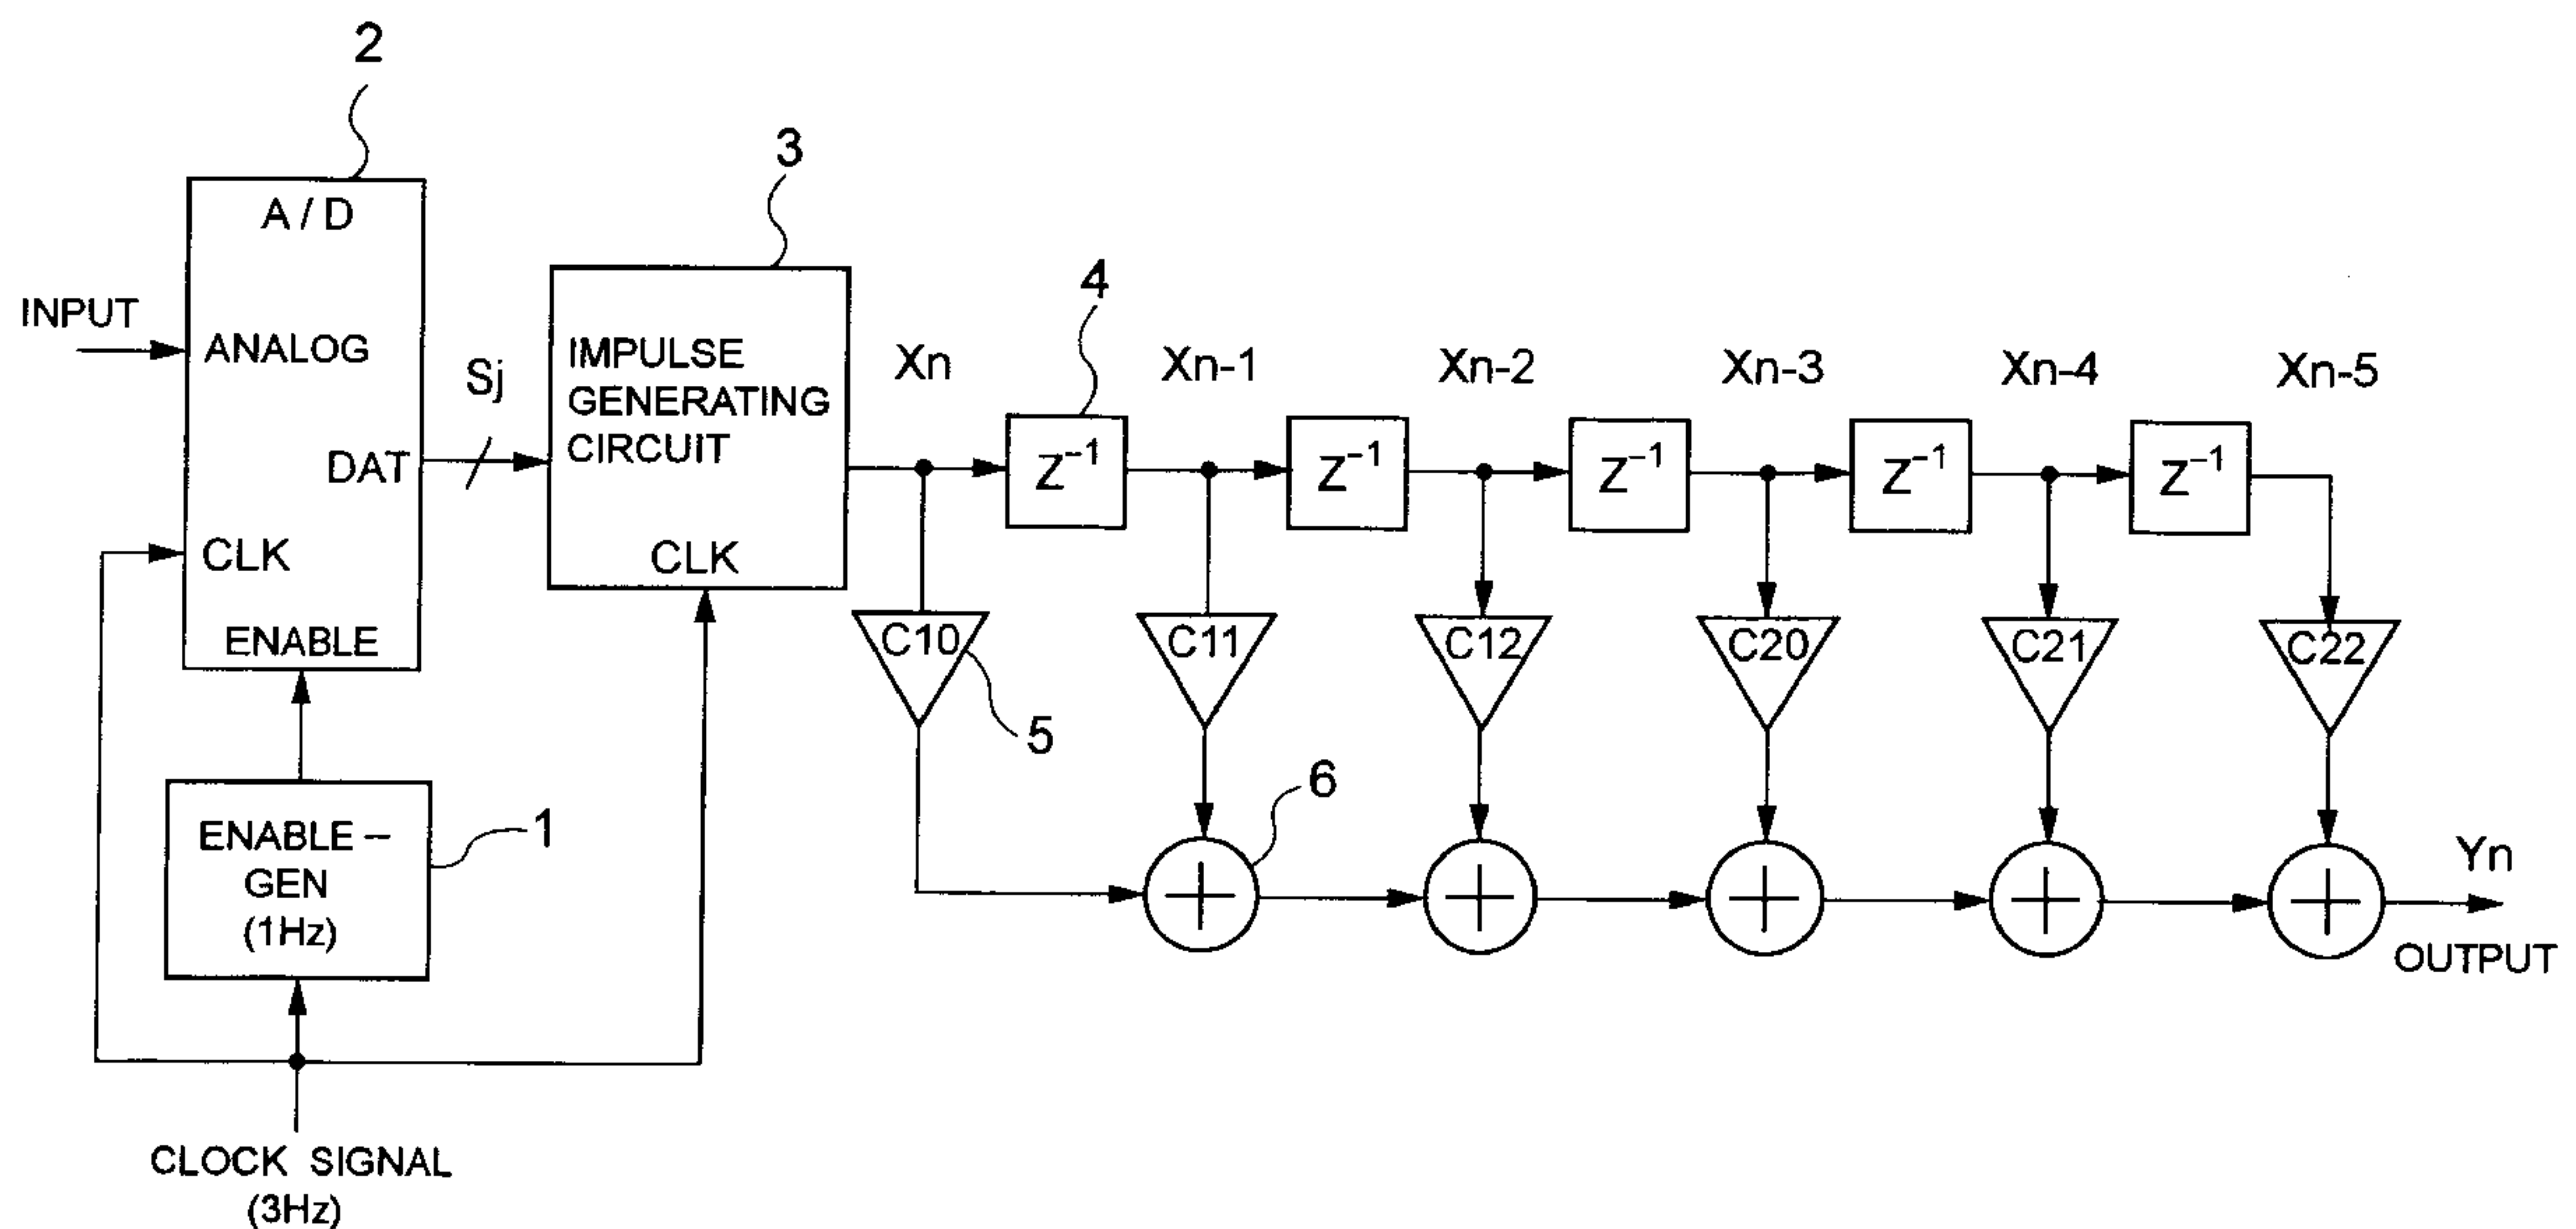 2
A / D
INPUT
ANALOG
Sj
DAT
CLK
ENABLE
3
IMPULSE
GENERATING
CIRCUIT
CLK
4
Xn
Xn-1
Xn-2
Xn-3
Xn-4
Xn-5
Z⁻¹
Z⁻¹
Z⁻¹
Z⁻¹
Z⁻¹
C10
C11
C12
C20
C21
C22
5
6
ENABLE –
GEN
(1Hz)
1
+
+
+
+
+
Yn
OUTPUT
CLOCK SIGNAL
(3Hz)